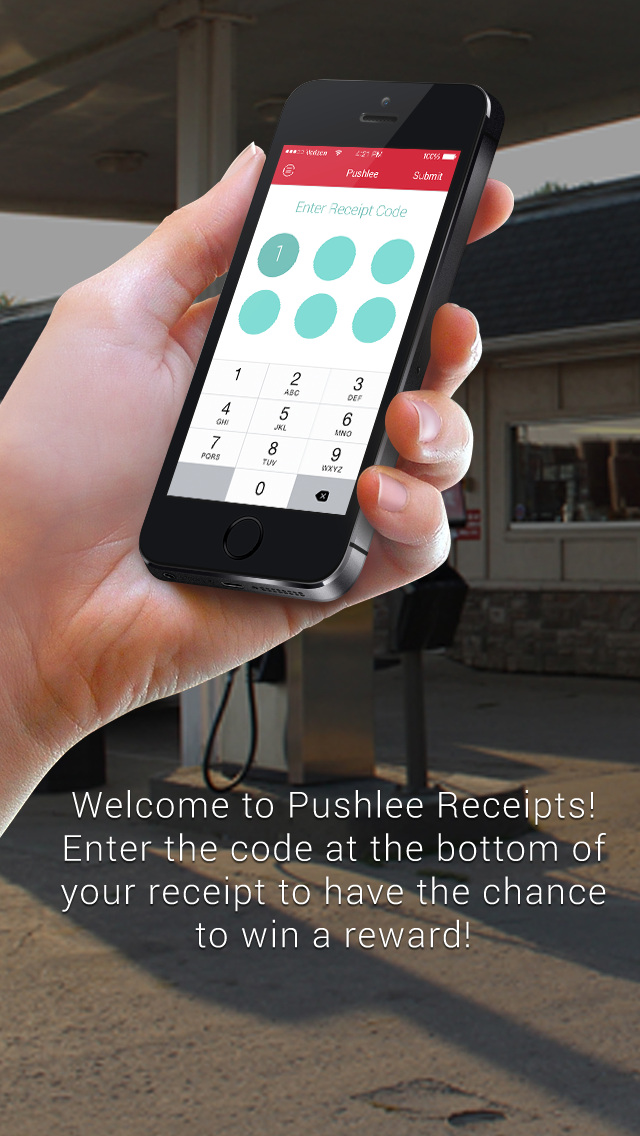 Verizon 4:21 PM 100%
Pushlee Submit
Enter Receipt Code
1
1 2 3
ABC DEF
4 5 6
GHI JKL MNO
7 8 9
PQRS TUV WXYZ
0
Welcome to Pushlee Receipts!
Enter the code at the bottom of
your receipt to have the chance
to win a reward!